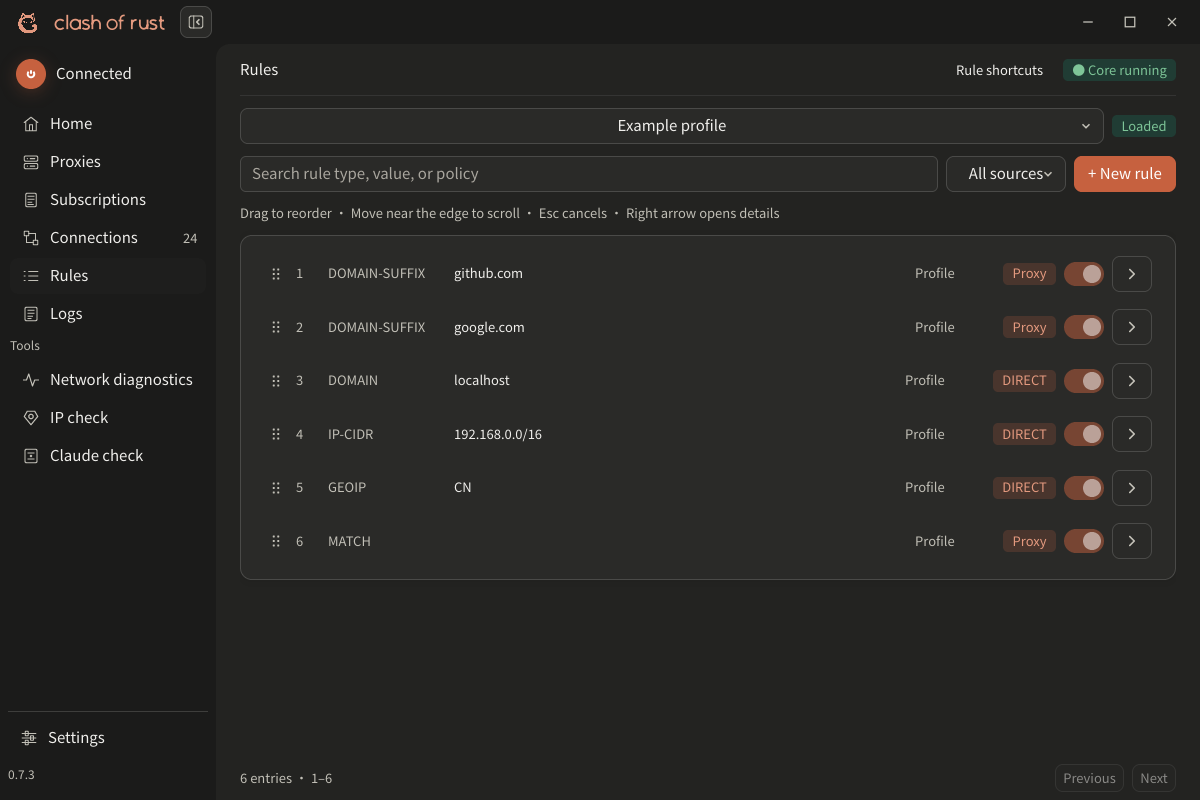 clash of rust
Connected
Home
Proxies
Subscriptions
Connections 24
Rules
Logs
Tools
Network diagnostics
IP check
Claude check
Settings
0.7.3
Rules
Rule shortcuts
Core running
Example profile
Loaded
Search rule type, value, or policy
All sources
+ New rule
Drag to reorder • Move near the edge to scroll • Esc cancels • Right arrow opens details
1 DOMAIN-SUFFIX github.com Profile Proxy
2 DOMAIN-SUFFIX google.com Profile Proxy
3 DOMAIN localhost Profile DIRECT
4 IP-CIDR 192.168.0.0/16 Profile DIRECT
5 GEOIP CN Profile DIRECT
6 MATCH Profile Proxy
6 entries • 1–6
Previous
Next